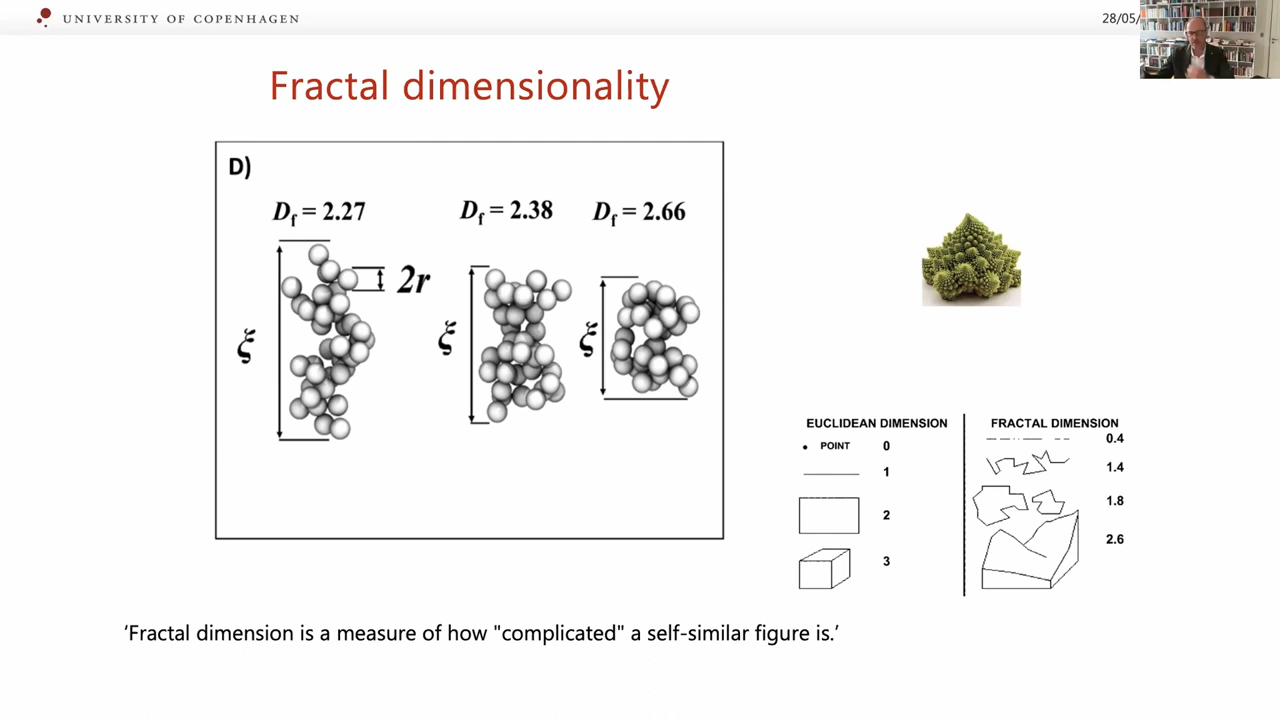 UNIVERSITY OF COPENHAGEN
28/05/
Fractal dimensionality
D)
Df = 2.27
Df = 2.38
Df = 2.66
2r
ξ
ξ
ξ
EUCLIDEAN DIMENSION
POINT 0
1
2
3
FRACTAL DIMENSION
0.4
1.4
1.8
2.6
‘Fractal dimension is a measure of how "complicated" a self-similar figure is.’